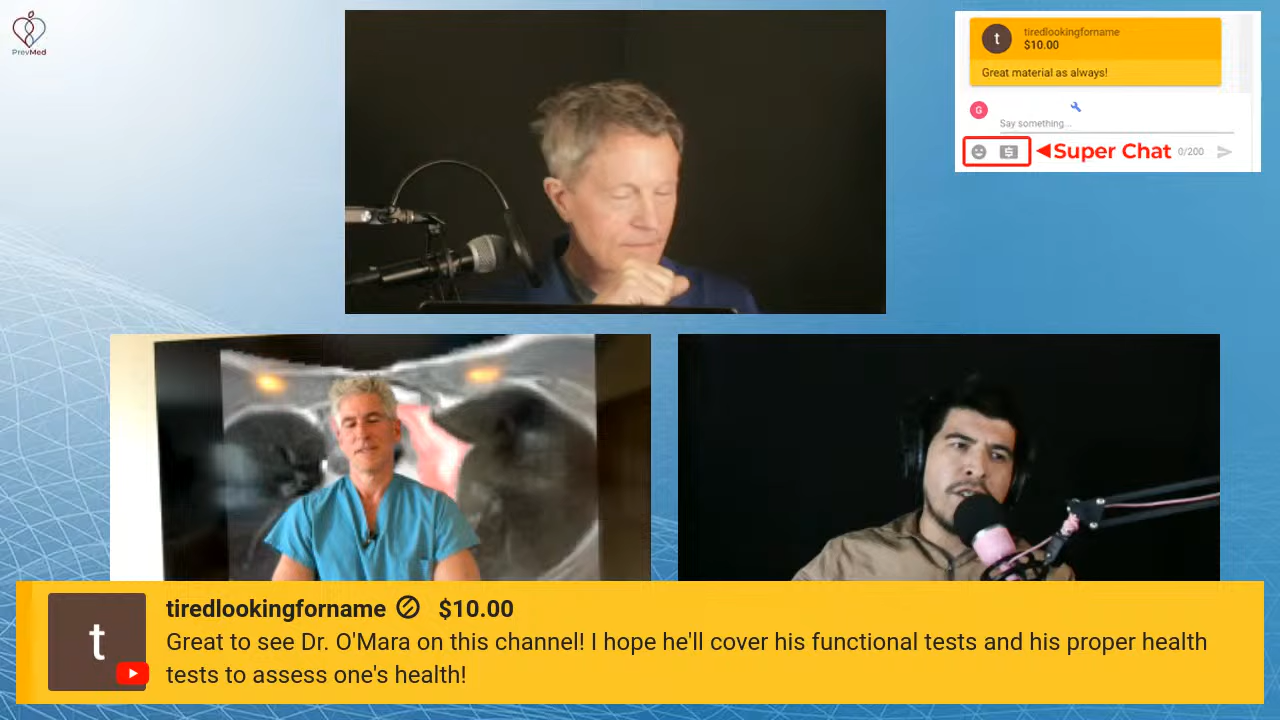 PrevMed
tiredlookingforname
$10.00
Great material as always!
G
t
Say something...
Super Chat
0/200
t
tiredlookingforname $10.00
Great to see Dr. O'Mara on this channel! I hope he'll cover his functional tests and his proper health
tests to assess one's health!